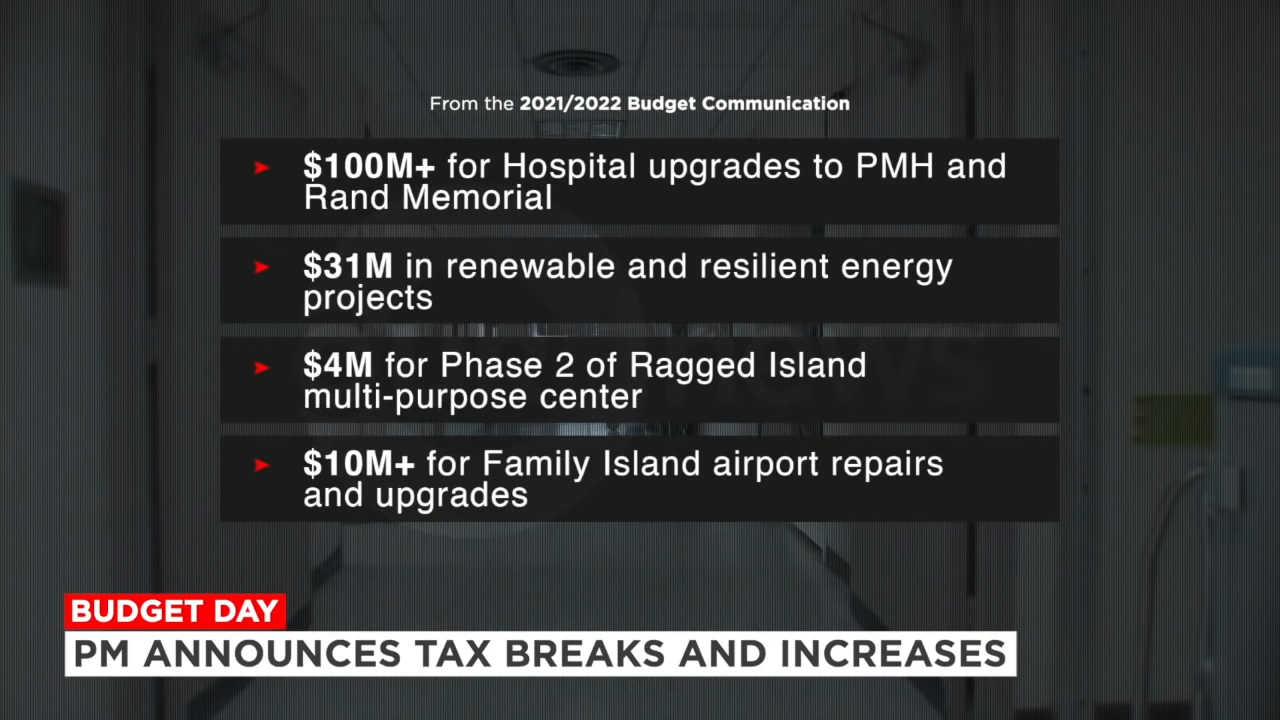 From the 2021/2022 Budget Communication
$100M+ for Hospital upgrades to PMH and
Rand Memorial
$31M in renewable and resilient energy
projects
$4M for Phase 2 of Ragged Island
multi-purpose center
$10M+ for Family Island airport repairs
and upgrades
news
BUDGET DAY
PM ANNOUNCES TAX BREAKS AND INCREASES